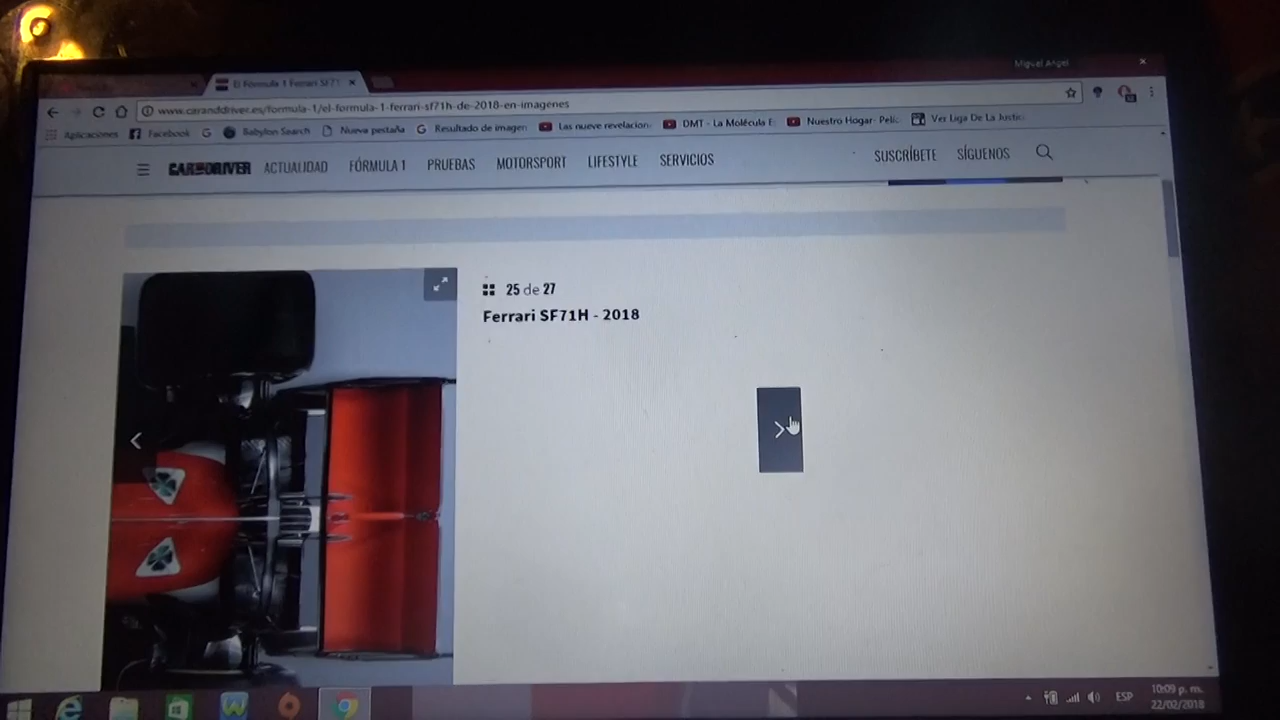 Miguel Angel
El Fórmula 1 Ferrari SF71
www.caranddriver.es/formula-1/el-formula-1-ferrari-sf71h-de-2018-en-imagenes
Aplicaciones Facebook Babylon Search Nueva pestaña Resultado de imagen Las nueve revelacion DMT - La Molécula E Nuestro Hogar- Pelíc Ver Liga De La Justic
CAR AND DRIVER ACTUALIDAD FÓRMULA 1 PRUEBAS MOTORSPORT LIFESTYLE SERVICIOS SUSCRÍBETE SÍGUENOS
25 de 27
Ferrari SF71H - 2018
ESP
10:09 p. m.
22/02/2018